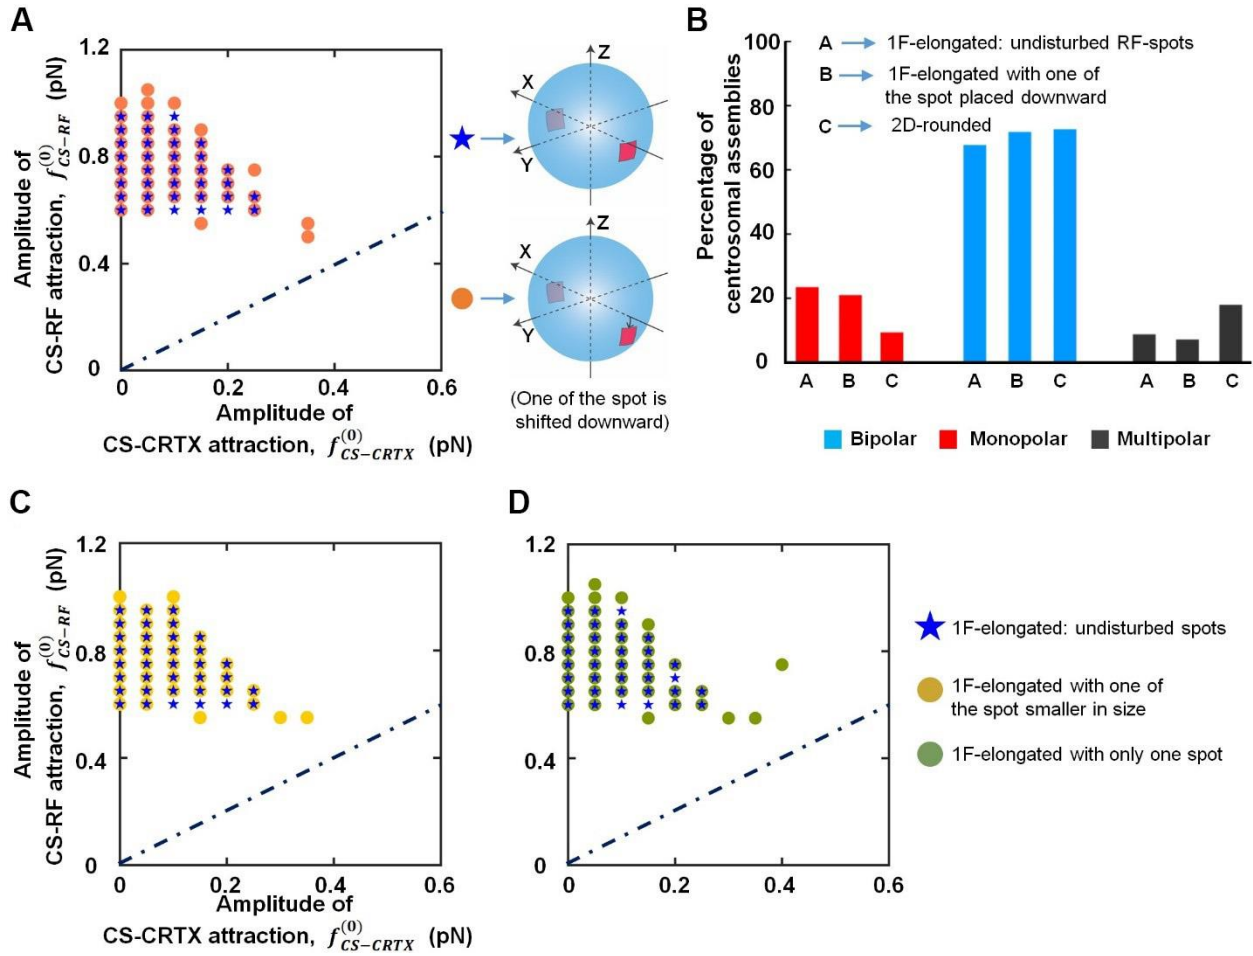 A
1.2
0.8
0.4
0
0
0.2
0.4
0.6
Amplitude of
CS-RF attraction, f^{(0)}_{CS-RF} (pN)
Amplitude of
CS-CRTX attraction, f^{(0)}_{CS-CRTX} (pN)
Z
X
Y
Z
X
Y
(One of the spot is
shifted downward)
B
A 1F-elongated: undisturbed RF-spots
B 1F-elongated with one of
the spot placed downward
C 2D-rounded
Percentage of
centrosomal assemblies
100
80
60
40
20
0
A B C A B C A B C
Bipolar Monopolar Multipolar
C
1.2
0.8
0.4
0
0
0.2
0.4
0.6
Amplitude of
CS-RF attraction, f^{(0)}_{CS-RF} (pN)
Amplitude of
CS-CRTX attraction, f^{(0)}_{CS-CRTX} (pN)
D
1.2
0.8
0.4
0
0
0.2
0.4
0.6
1F-elongated: undisturbed spots
1F-elongated with one of
the spot smaller in size
1F-elongated with only one spot